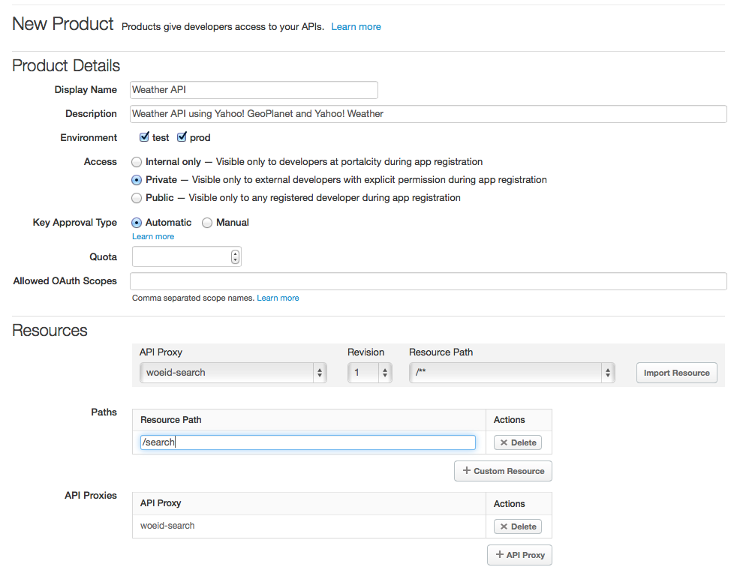 New Product Products give developers access to your APIs. Learn more
Product Details
Display Name Weather API
Description Weather API using Yahoo! GeoPlanet and Yahoo! Weather
Environment test prod
Access Internal only — Visible only to developers at portalcity during app registration
Private — Visible only to external developers with explicit permission during app registration
Public — Visible only to any registered developer during app registration
Key Approval Type Automatic Manual
Learn more
Quota
Allowed OAuth Scopes
Comma separated scope names. Learn more
Resources
API Proxy Revision Resource Path
woeid-search 1 /** Import Resource
Paths
Resource Path Actions
/search × Delete
+ Custom Resource
API Proxies
API Proxy Actions
woeid-search × Delete
+ API Proxy